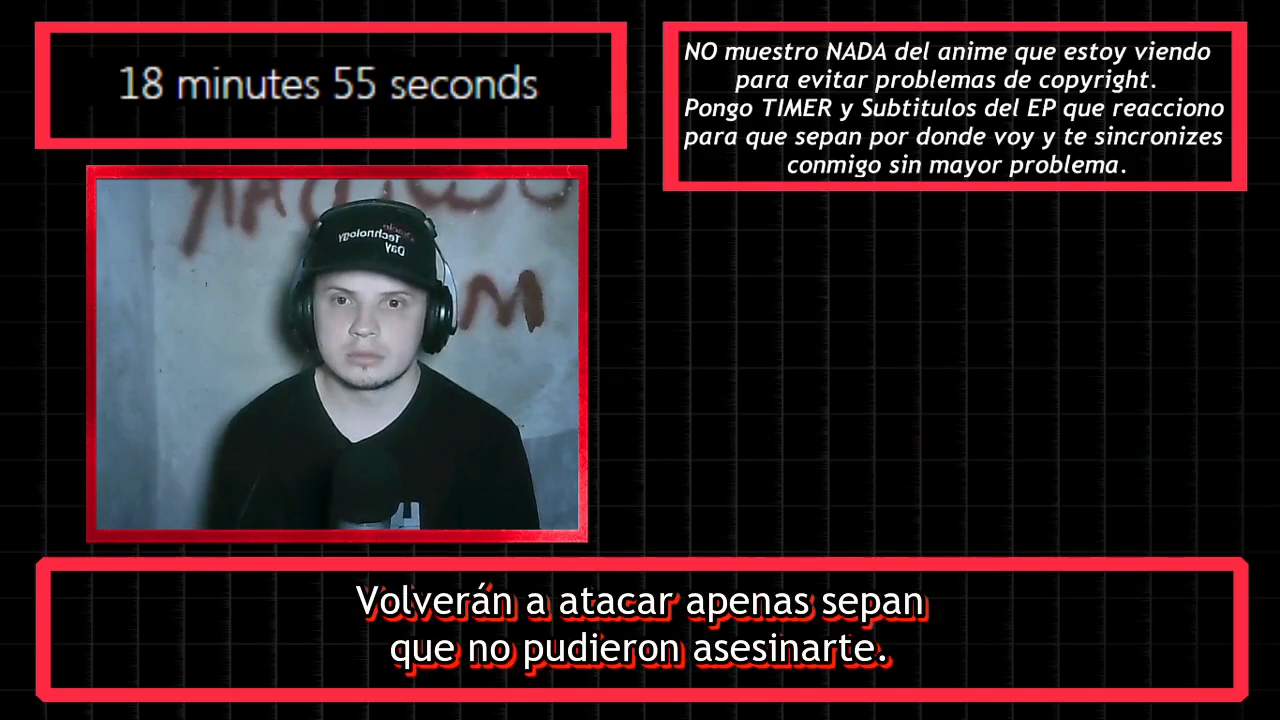 18 minutes 55 seconds
NO muestro NADA del anime que estoy viendo
para evitar problemas de copyright.
Pongo TIMER y Subtitulos del EP que reacciono
para que sepan por donde voy y te sincronizes
conmigo sin mayor problema.
Technology
Day
Volverán a atacar apenas sepan
que no pudieron asesinarte.